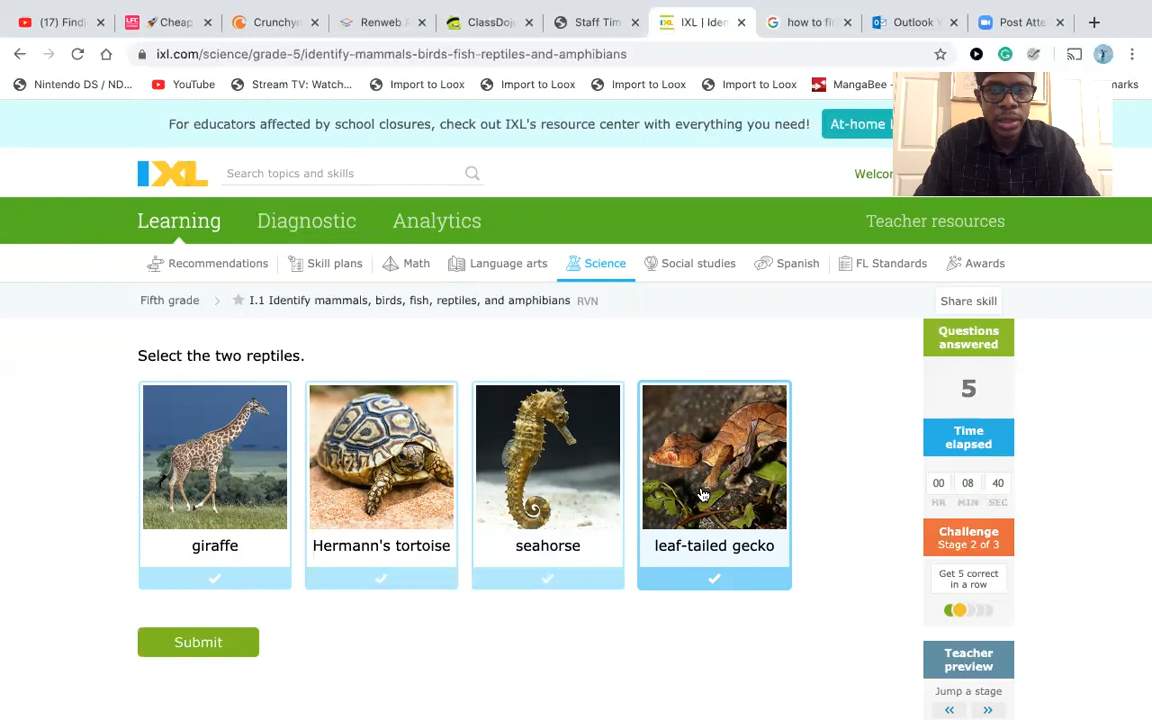 (17) Findi
Cheap
Crunchyr
Renweb
ClassDoj
Staff Tim
IXL | Iden
how to fi
Outlook
Post Atte
ixl.com/science/grade-5/identify-mammals-birds-fish-reptiles-and-amphibians
Nintendo DS / ND...
YouTube
Stream TV: Watch...
Import to Loox
Import to Loox
Import to Loox
Import to Loox
MangaBee
marks
For educators affected by school closures, check out IXL's resource center with everything you need!
At-home
IXL
Search topics and skills
Welcom
Learning
Diagnostic
Analytics
Teacher resources
Recommendations
Skill plans
Math
Language arts
Science
Social studies
Spanish
FL Standards
Awards
Fifth grade > I.1 Identify mammals, birds, fish, reptiles, and amphibians RVN
Share skill
Select the two reptiles.
giraffe
Hermann's tortoise
seahorse
leaf-tailed gecko
Submit
Questions
answered
5
Time
elapsed
00 08 40
HR MIN SEC
Challenge
Stage 2 of 3
Get 5 correct
in a row
Teacher
preview
Jump a stage